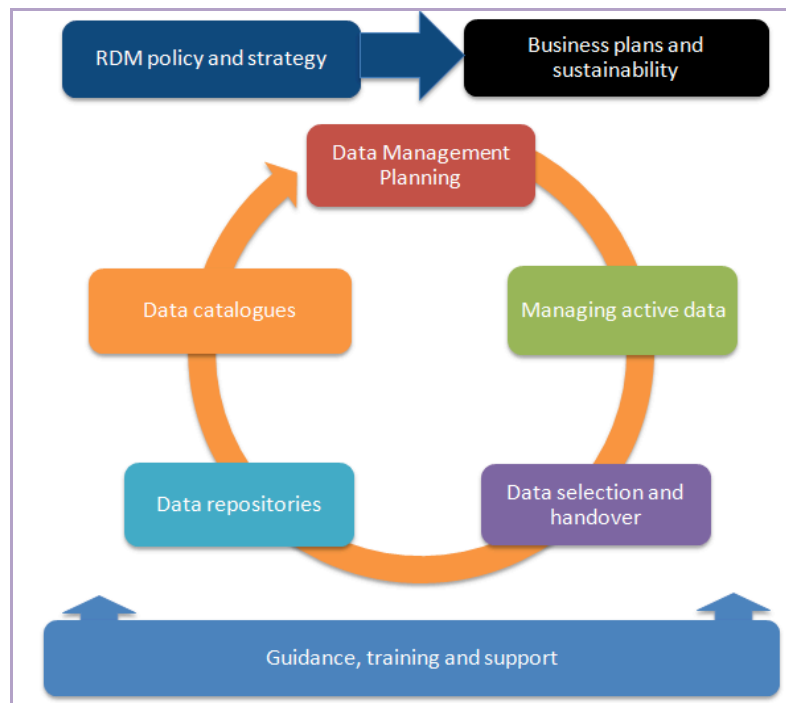 RDM policy and strategy
Business plans and
sustainability
Data Management
Planning
Data catalogues
Managing active data
Data repositories
Data selection and
handover
Guidance, training and support